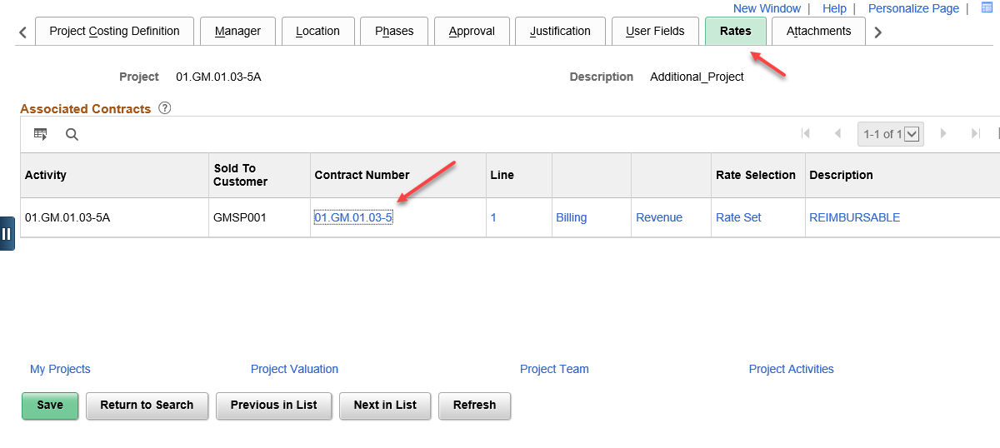 New Window | Help | Personalize Page |
Project Costing Definition Manager Location Phases Approval Justification User Fields Rates Attachments
Project 01.GM.01.03-5A Description Additional_Project
Associated Contracts ?
1-1 of 1
Activity Sold To Customer Contract Number Line Rate Selection Description
01.GM.01.03-5A GMSP001 01.GM.01.03-5 1 Billing Revenue Rate Set REIMBURSABLE
My Projects Project Valuation Project Team Project Activities
Save Return to Search Previous in List Next in List Refresh